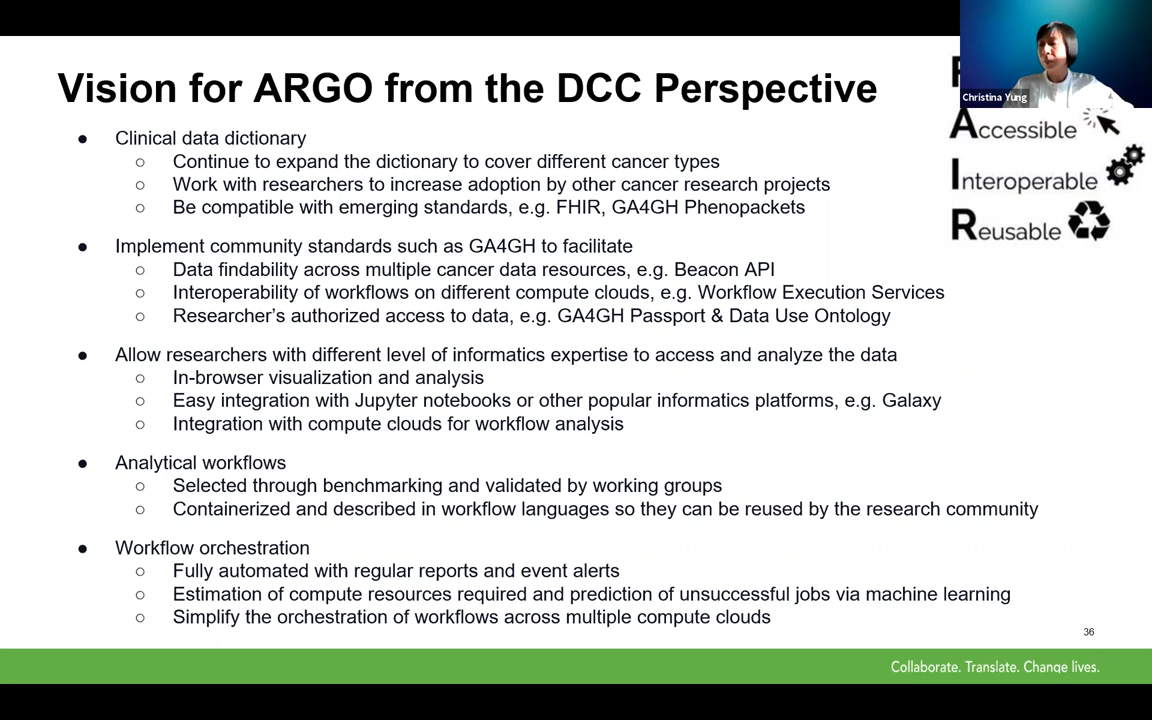 Vision for ARGO from the DCC Perspective
● Clinical data dictionary
○ Continue to expand the dictionary to cover different cancer types
○ Work with researchers to increase adoption by other cancer research projects
○ Be compatible with emerging standards, e.g. FHIR, GA4GH Phenopackets
● Implement community standards such as GA4GH to facilitate
○ Data findability across multiple cancer data resources, e.g. Beacon API
○ Interoperability of workflows on different compute clouds, e.g. Workflow Execution Services
○ Researcher’s authorized access to data, e.g. GA4GH Passport & Data Use Ontology
● Allow researchers with different level of informatics expertise to access and analyze the data
○ In-browser visualization and analysis
○ Easy integration with Jupyter notebooks or other popular informatics platforms, e.g. Galaxy
○ Integration with compute clouds for workflow analysis
● Analytical workflows
○ Selected through benchmarking and validated by working groups
○ Containerized and described in workflow languages so they can be reused by the research community
● Workflow orchestration
○ Fully automated with regular reports and event alerts
○ Estimation of compute resources required and prediction of unsuccessful jobs via machine learning
○ Simplify the orchestration of workflows across multiple compute clouds
Christina Yung
Accessible
Interoperable
Reusable
36
Collaborate. Translate. Change lives.